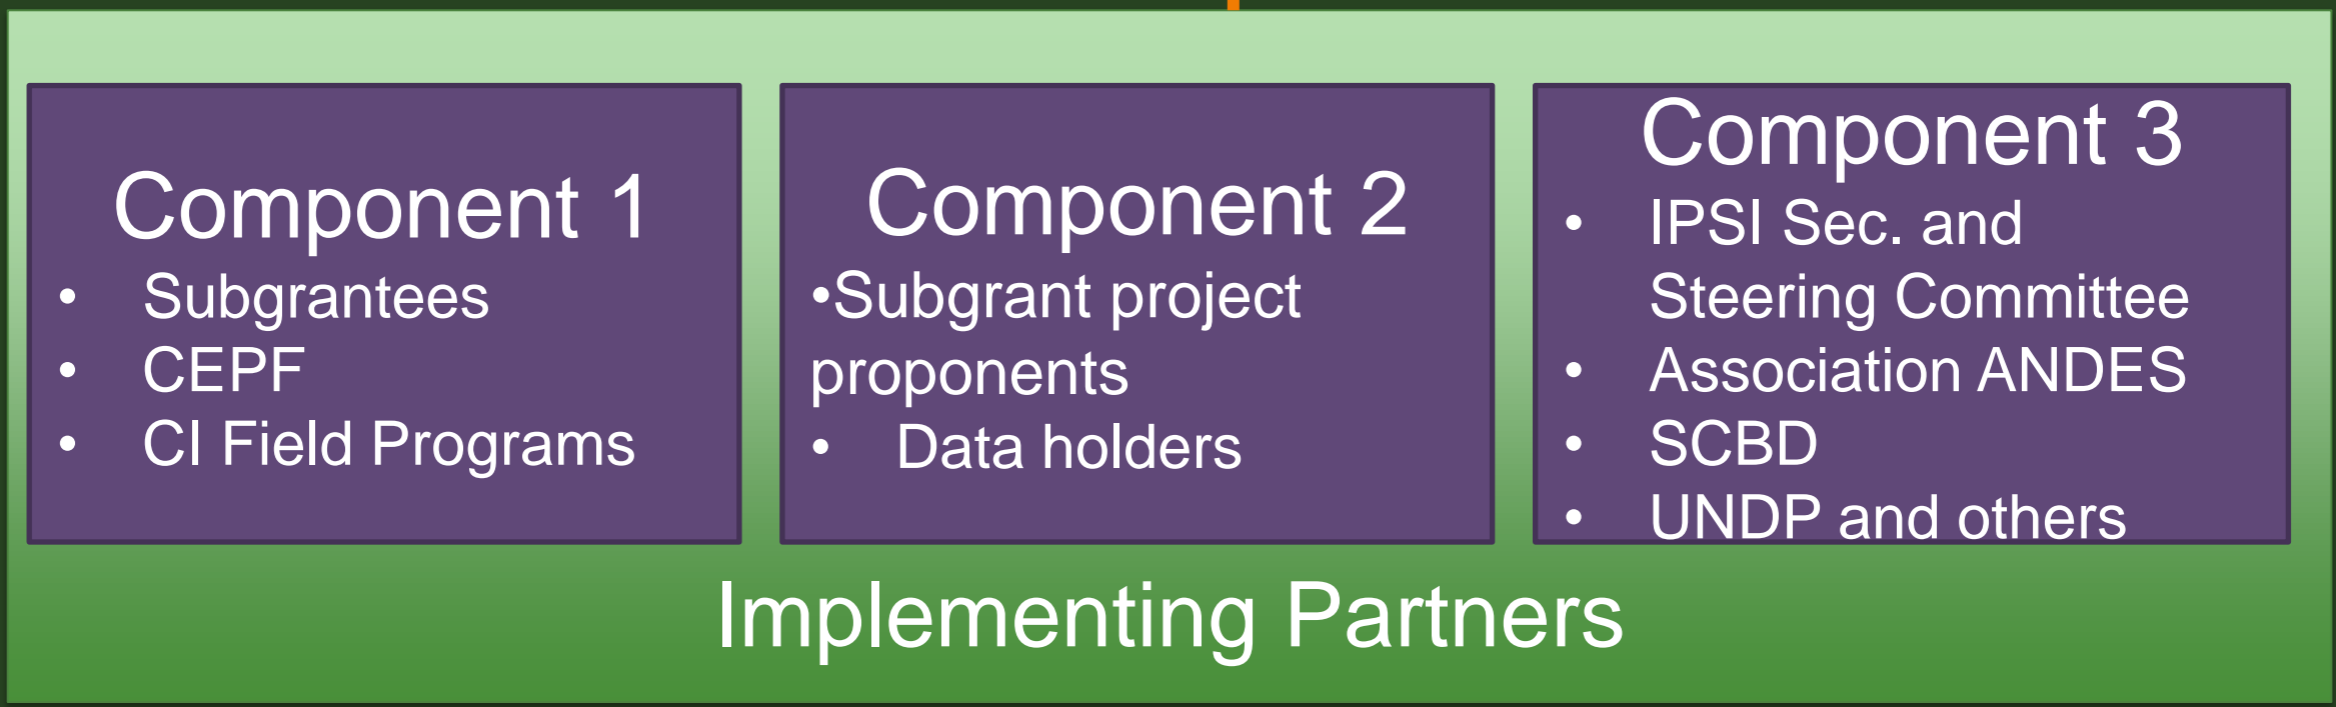 Component 1
• Subgrantees
• CEPF
• CI Field Programs
Component 2
•Subgrant project
proponents
• Data holders
Component 3
• IPSI Sec. and
Steering Committee
• Association ANDES
• SCBD
• UNDP and others
Implementing Partners